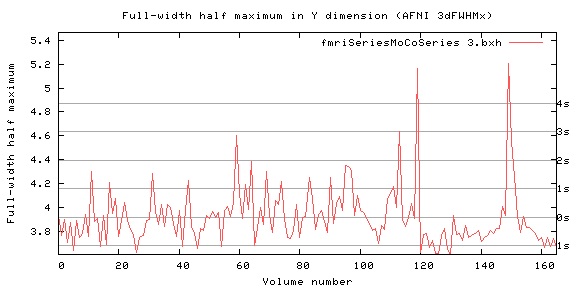 Full-width half maximum in Y dimension (AFNI 3dFWHMx)
fmriSeriesMoCoSeries 3.bxh
Full-width half maximum
5.4
5.2
5
4.8
4.6
4.4
4.2
4
3.8
4s
3s
2s
1s
0s
1s
0 20 40 60 80 100 120 140 160
Volume number